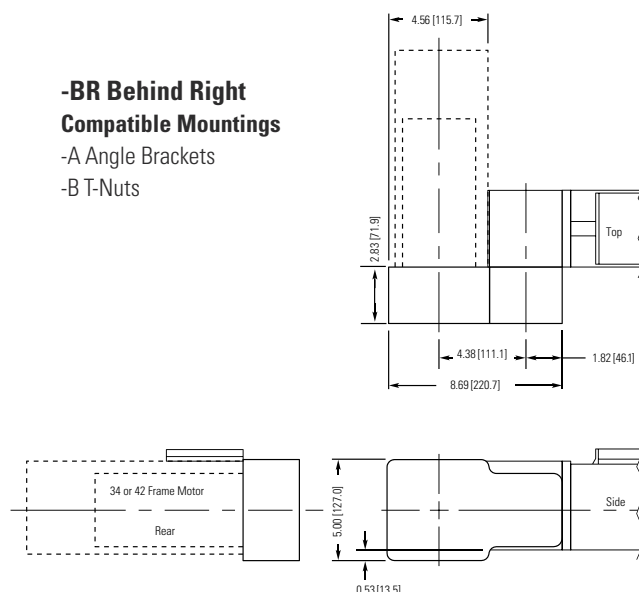 4.56 [115.7]
-BR Behind Right
Compatible Mountings
-A Angle Brackets
-B T-Nuts
Top
2.83 [71.9]
4.38 [111.1]
1.82 [46.1]
8.69 [220.7]
34 or 42 Frame Motor
Rear
5.00 [127.0]
Side
0.53 [13.5]